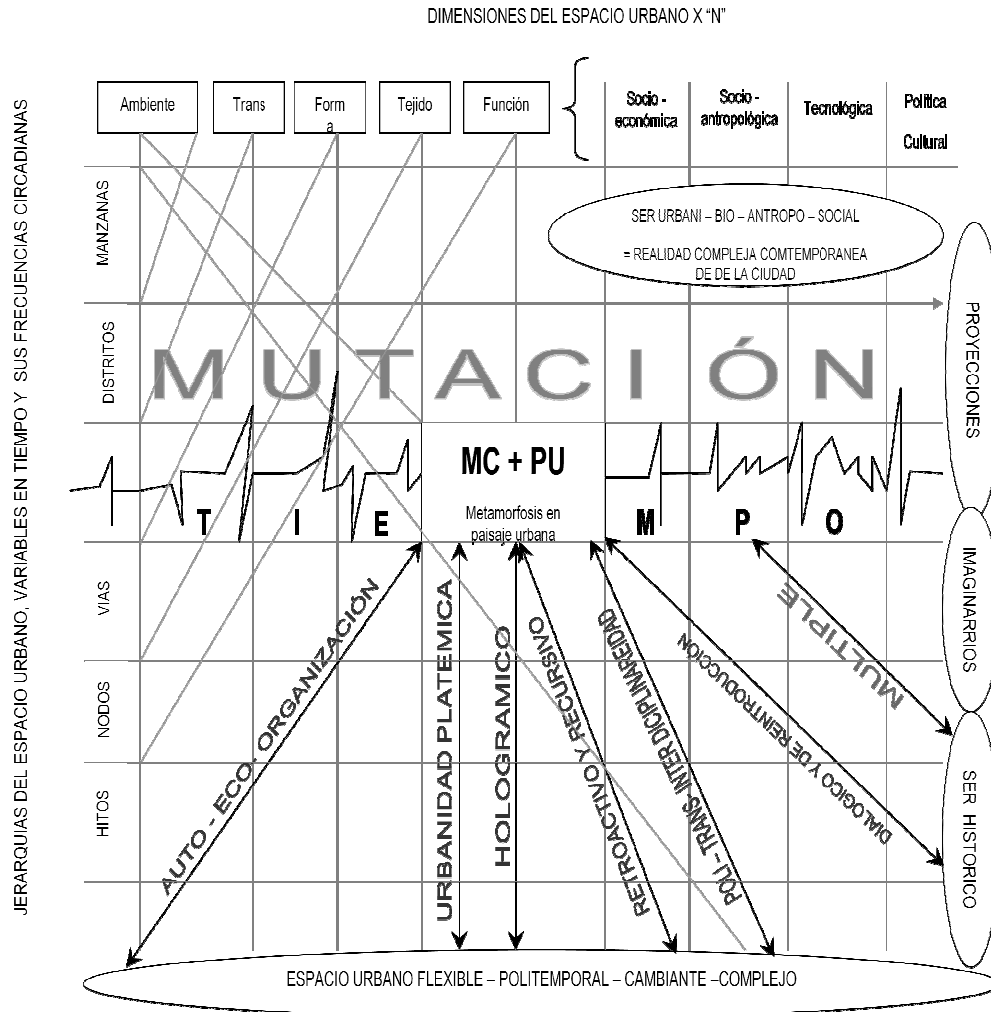 DIMENSIONES DEL ESPACIO URBANO X “N”
JERARQUIAS DEL ESPACIO URBANO, VARIABLES EN TIEMPO Y SUS FRECUENCIAS CIRCADIANAS
Ambiente
Trans
Form
a
Tejido
Función
Socio -
económica
Socio -
antropológica
Tecnológica
Política
Cultural
MANZANAS
SER URBANI – BIO – ANTROPO – SOCIAL
= REALIDAD COMPLEJA COMTEMPORANEA
DE DE LA CIUDAD
PROYECCIONES
DISTRITOS
MUTACIÓN
MC + PU
Metamorfosis en
paisaje urbana
T I E M P O
VIAS
IMAGINARRIOS
NODOS
HITOS
SER HISTORICO
AUTO - ECO. ORGANIZACIÓN
URBANIDAD PLATEMICA
HOLOGRAMICO
RETROACTIVO Y RECURSIVO
POLI - TRANS- INTER DICIPLINAREIDAD
DIALOGICO Y DE REINTRODUCCIÓN
MULTIPLE
ESPACIO URBANO FLEXIBLE – POLITEMPORAL – CAMBIANTE –COMPLEJO